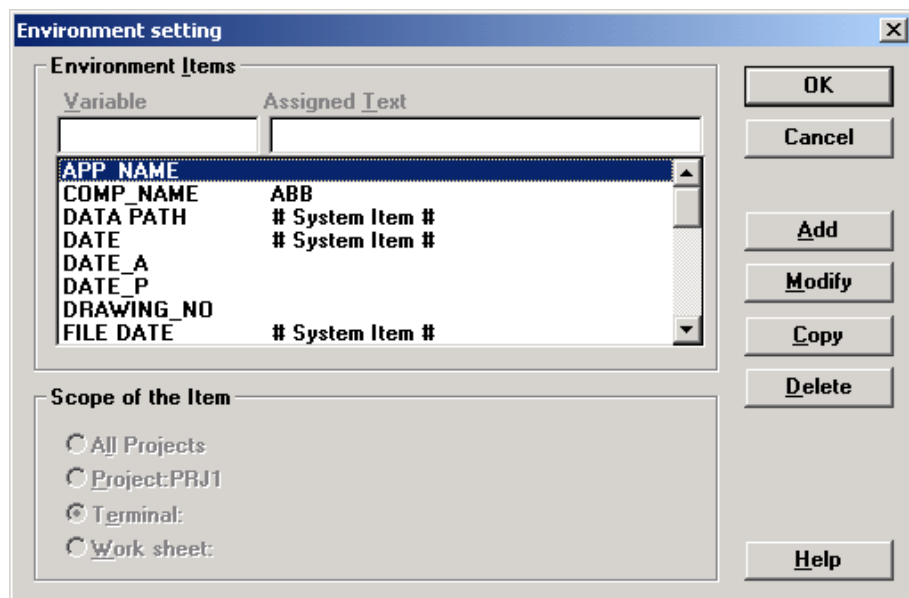 Environment setting
Environment Items
Variable Assigned Text
APP_NAME
COMP_NAME ABB
DATA PATH # System Item #
DATE # System Item #
DATE_A
DATE_P
DRAWING_NO
FILE DATE # System Item #
Scope of the Item
All Projects
Project:PRJ1
Terminal:
Work sheet:
OK
Cancel
Add
Modify
Copy
Delete
Help